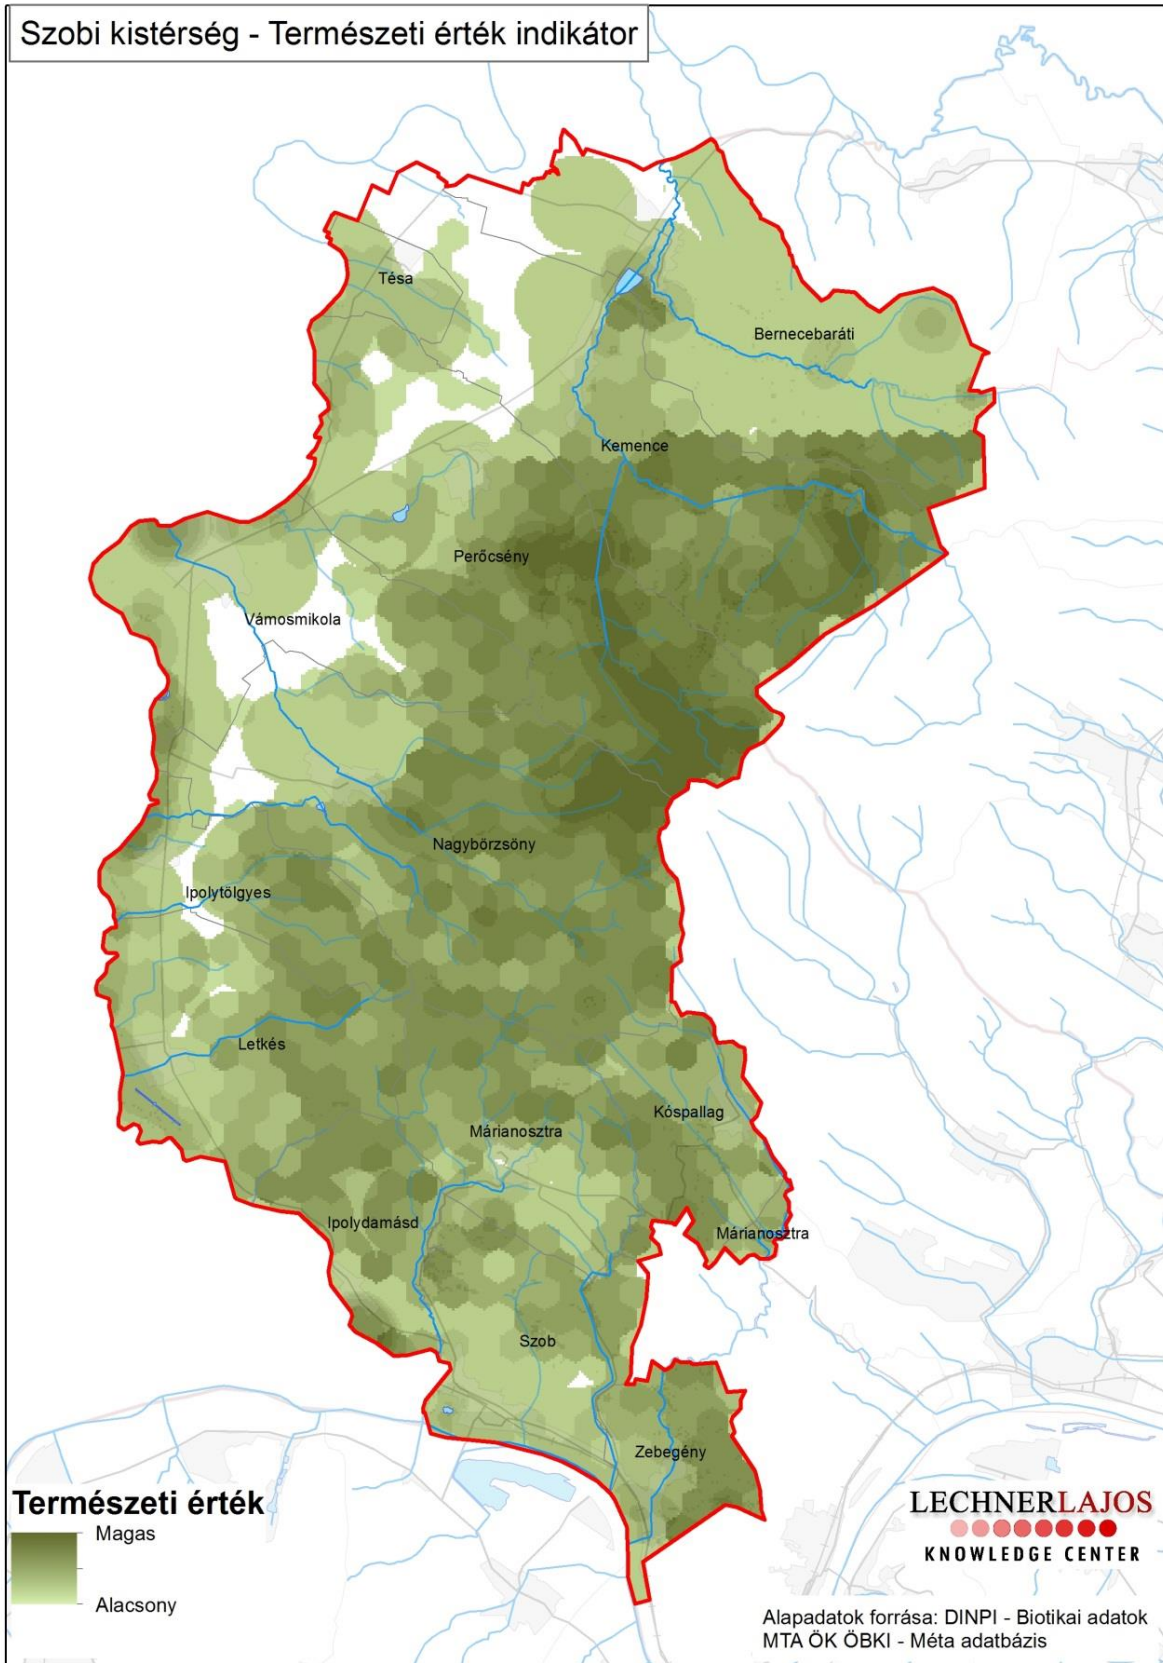 Szobi kistérség - Természeti érték indikátor
Tésa
Bernecebaráti
Kemence
Perőcsény
Vámosmikola
Nagybörzsöny
Ipolytölgyes
Letkés
Kóspallag
Márianosztra
Ipolydamásd
Márianosztra
Szob
Zebegény
Természeti érték
Magas
Alacsony
LECHNERLAJOS
KNOWLEDGE CENTER
Alapadatok forrása: DINPI - Biotikai adatok
MTA ÖK ÖBKI - Méta adatbázis